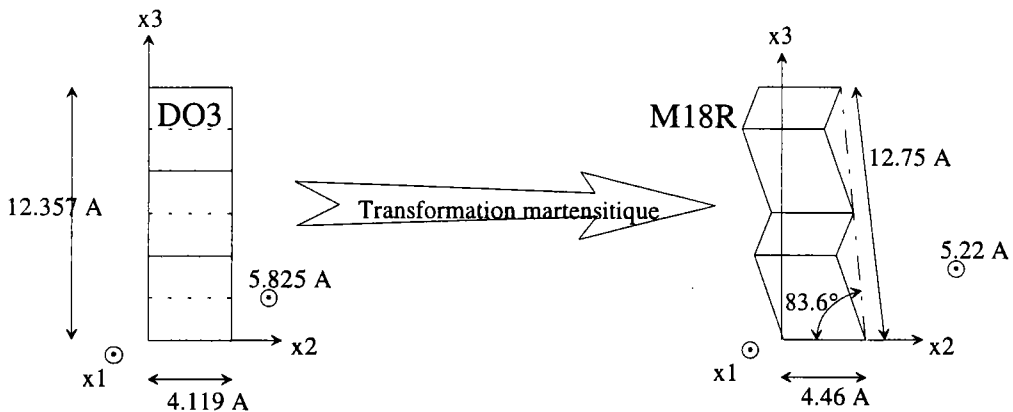 x3
DO3
12.357 A
5.825 A
x2
x1
4.119 A
Transformation martensitique
x3
M18R
12.75 A
5.22 A
83.6°
x2
x1
4.46 A